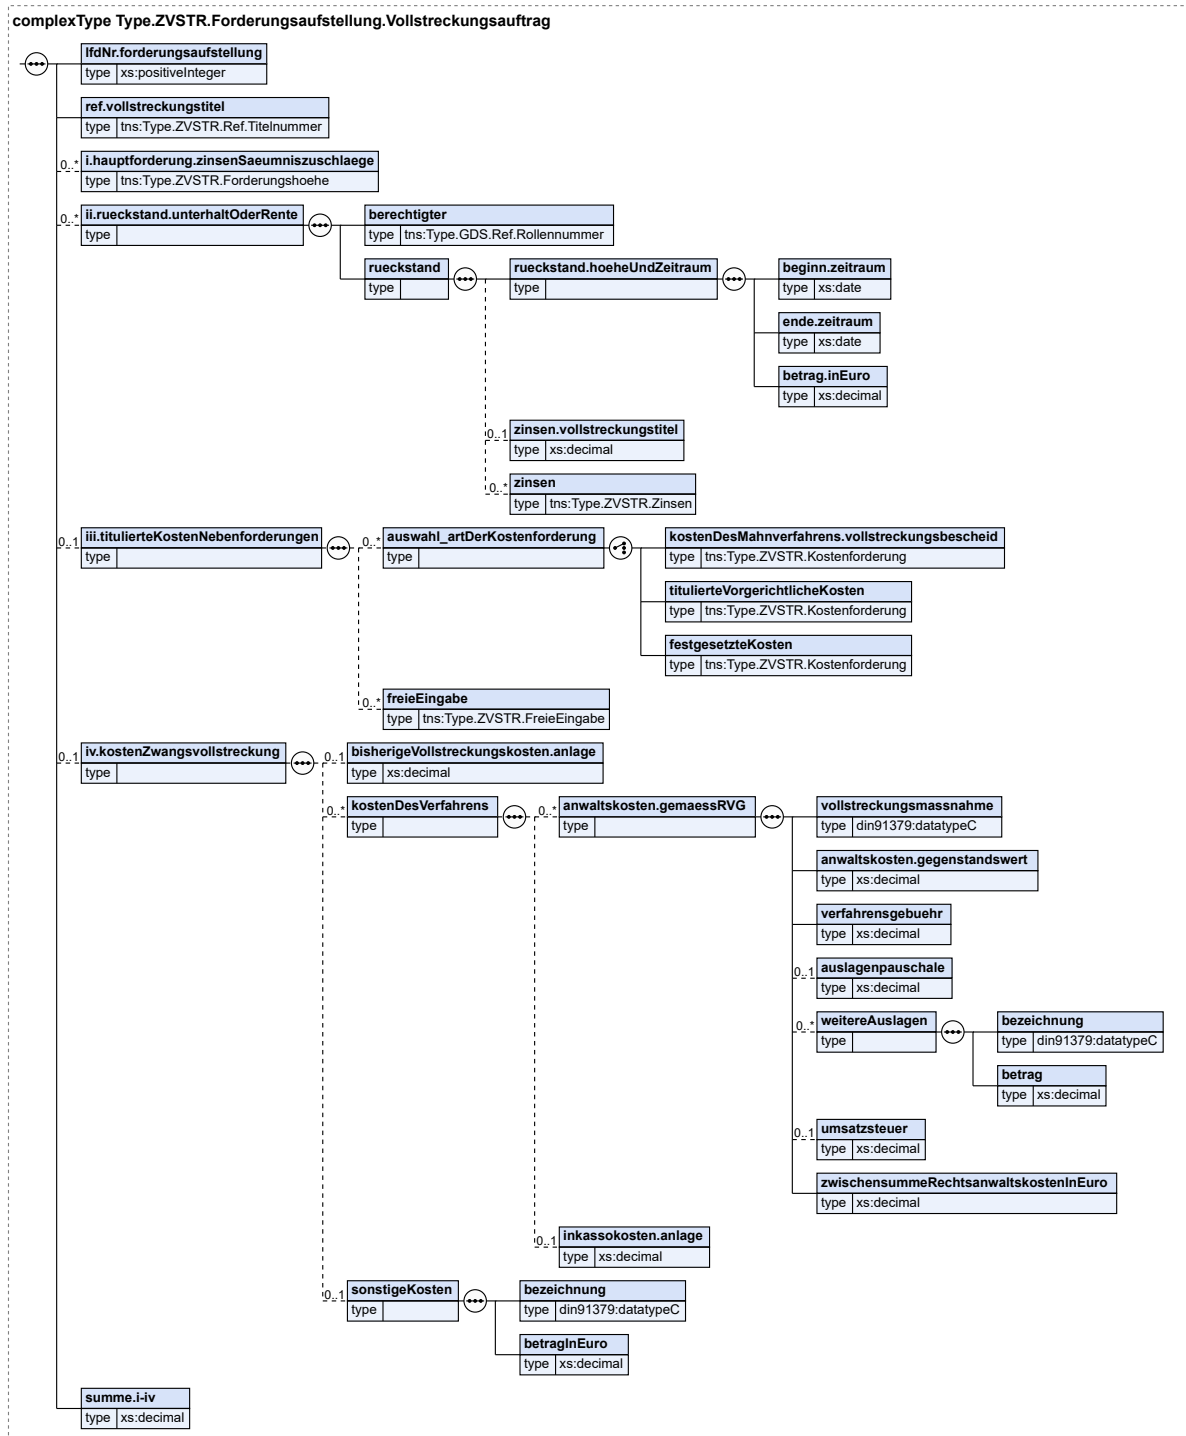 complexType Type.ZVSTR.Forderungsaufstellung.Vollstreckungsauftrag
lfdNr.forderungsaufstellung
type xs:positiveInteger
ref.vollstreckungstitel
type tns:Type.ZVSTR.Ref.Titelnummer
0..* i.hauptforderung.zinsenSaeumniszuschlaege
type tns:Type.ZVSTR.Forderungshoehe
0..* ii.rueckstand.unterhaltOderRente
type
berechtigter
type tns:Type.GDS.Ref.Rollennummer
rueckstand
type
rueckstand.hoeheUndZeitraum
type
beginn.zeitraum
type xs:date
ende.zeitraum
type xs:date
betrag.inEuro
type xs:decimal
0..1 zinsen.vollstreckungstitel
type xs:decimal
0..* zinsen
type tns:Type.ZVSTR.Zinsen
0..1 iii.titulierteKostenNebenforderungen
type
0..* auswahl_artDerKostenforderung
type
kostenDesMahnverfahrens.vollstreckungsbescheid
type tns:Type.ZVSTR.Kostenforderung
titulierteVorgerichtlicheKosten
type tns:Type.ZVSTR.Kostenforderung
festgesetzteKosten
type tns:Type.ZVSTR.Kostenforderung
0..* freieEingabe
type tns:Type.ZVSTR.FreieEingabe
0..1 iv.kostenZwangsvollstreckung
type
0..1 bisherigeVollstreckungskosten.anlage
type xs:decimal
0..* kostenDesVerfahrens
type
0..* anwaltskosten.gemaessRVG
type
vollstreckungsmassnahme
type din91379:datatypeC
anwaltskosten.gegenstandswert
type xs:decimal
verfahrensgebuehr
type xs:decimal
0..1 auslagenpauschale
type xs:decimal
0..* weitereAuslagen
type
bezeichnung
type din91379:datatypeC
betrag
type xs:decimal
0..1 umsatzsteuer
type xs:decimal
zwischensummeRechtsanwaltskostenInEuro
type xs:decimal
0..1 inkassokosten.anlage
type xs:decimal
0..1 sonstigeKosten
type
bezeichnung
type din91379:datatypeC
betragInEuro
type xs:decimal
summe.i-iv
type xs:decimal